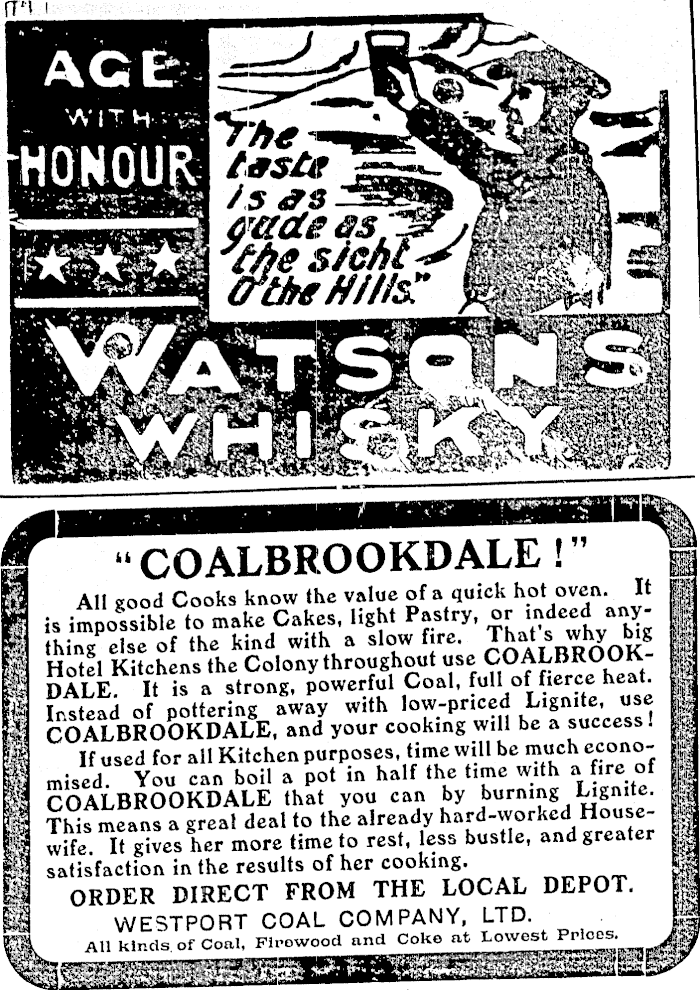 AGE
WITH
HONOUR
"The
taste
is as
gude as
the sicht
O' the Hills."
WATSONS
WHISKY
"COALBROOKDALE!"
All good Cooks know the value of a quick hot oven. It
is impossible to make Cakes, light Pastry, or indeed any-
thing else of the kind with a slow fire. That's why big
Hotel Kitchens the Colony throughout use COALBROOK-
DALE. It is a strong, powerful Coal, full of fierce heat.
Instead of pottering away with low-priced Lignite, use
COALBROOKDALE, and your cooking will be a success!
If used for all Kitchen purposes, time will be much econo-
mised. You can boil a pot in half the time with a fire of
COALBROOKDALE that you can by burning Lignite.
This means a great deal to the already hard-worked House-
wife. It gives her more time to rest, less bustle, and greater
satisfaction in the results of her cooking.
ORDER DIRECT FROM THE LOCAL DEPOT.
WESTPORT COAL COMPANY, LTD.
All kinds of Coal, Firewood and Coke at Lowest Prices.